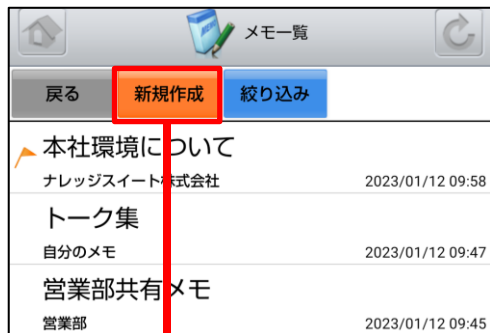 メモ一覧
戻る 新規作成 絞り込み
本社環境について
ナレッジスイート株式会社 2023/01/12 09:58
トーク集
自分のメモ 2023/01/12 09:47
営業部共有メモ
営業部 2023/01/12 09:45